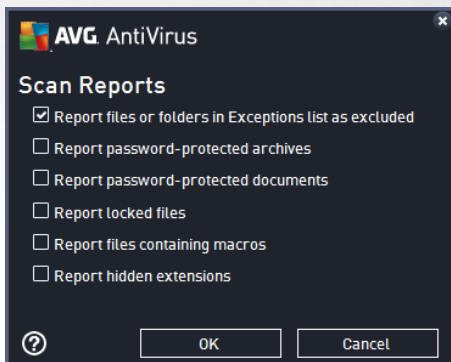 AVG. AntiVirus
Scan Reports
Report files or folders in Exceptions list as excluded
Report password-protected archives
Report password-protected documents
Report locked files
Report files containing macros
Report hidden extensions
?
OK
Cancel